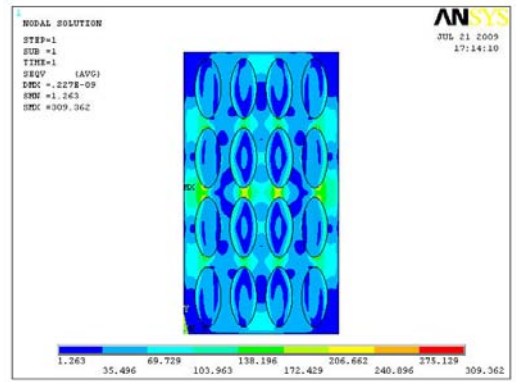 1
NODAL SOLUTION
STEP=1
SUB =1
TIME=1
SEQV (AVG)
DMX =.227E-09
SMN =1.263
SMX =309.362
ANSYS
JUL 21 2009
17:14:10
MX
Y
1.263 69.729 138.196 206.662 275.129
35.496 103.963 172.429 240.896 309.362